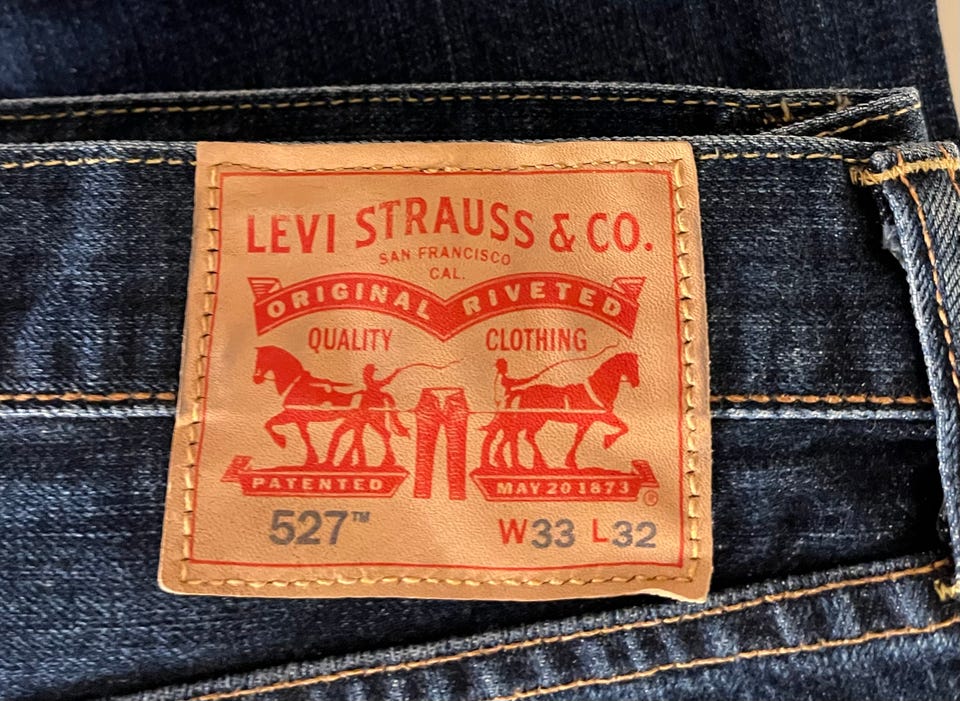 LEVI STRAUSS & CO.
SAN FRANCISCO
CAL.
ORIGINAL RIVETED
QUALITY CLOTHING
PATENTED MAY 20 1873 ®
527™ W33 L32